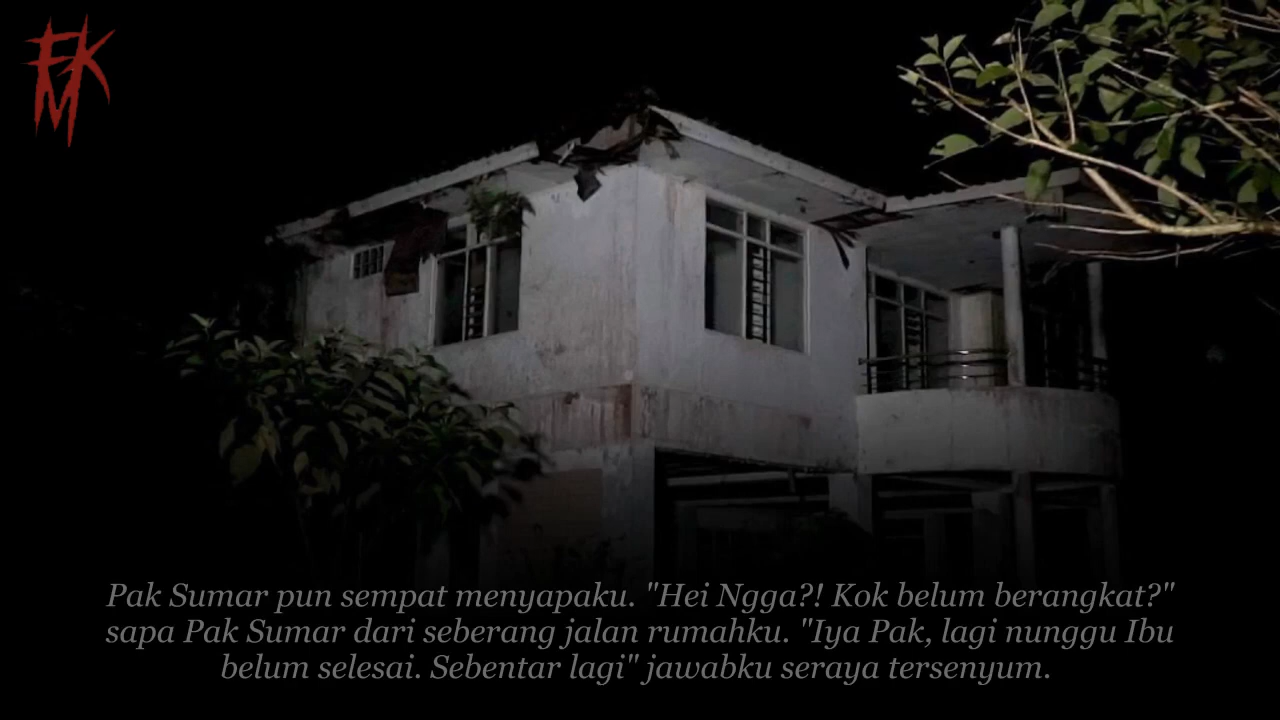 FKM
Pak Sumar pun sempat menyapaku. "Hei Ngga?! Kok belum berangkat?"
sapa Pak Sumar dari seberang jalan rumahku. "Iya Pak, lagi nunggu Ibu
belum selesai. Sebentar lagi" jawabku seraya tersenyum.